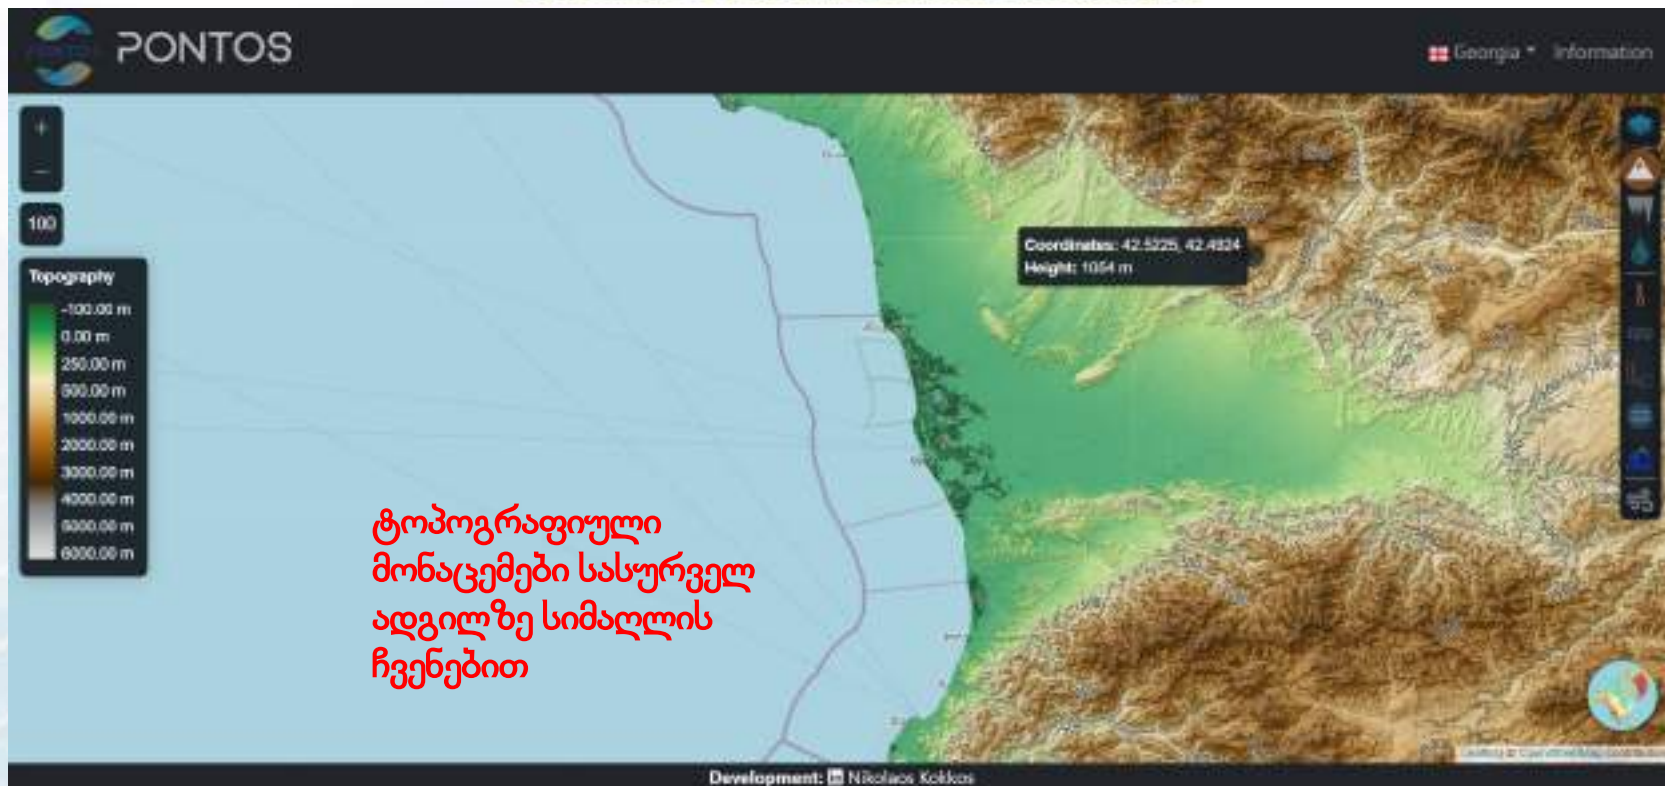 PONTOS
Georgia
Information
+
−
100
Topography
-100.00 m
0.00 m
250.00 m
500.00 m
1000.00 m
2000.00 m
3000.00 m
4000.00 m
5000.00 m
6000.00 m
Coordinates: 42.5225, 42.4824
Height: 1054 m
ტოპოგრაფიული
მონაცემები სასურველ
ადგილზე სიმაღლის
ჩვენებით
Development: Nikolaos Kokkos